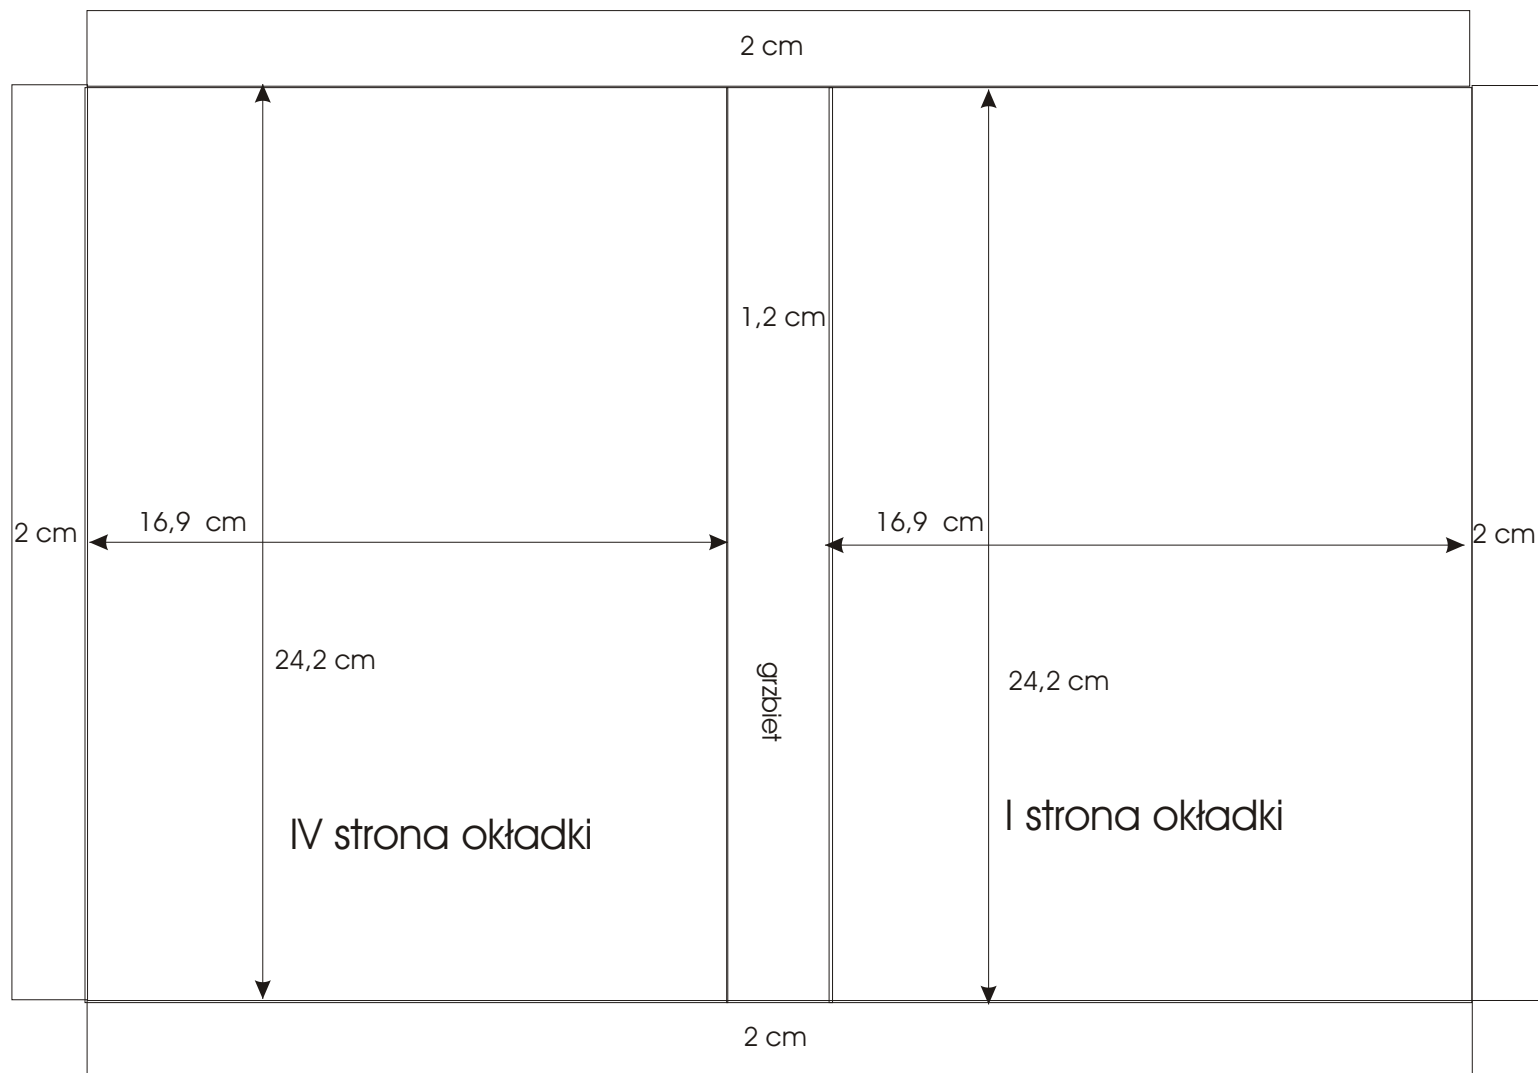 2 cm
1,2 cm
16,9  cm
16,9  cm
2 cm
2 cm
24,2 cm
24,2 cm
grzbiet
I strona okładki
IV strona okładki
2 cm